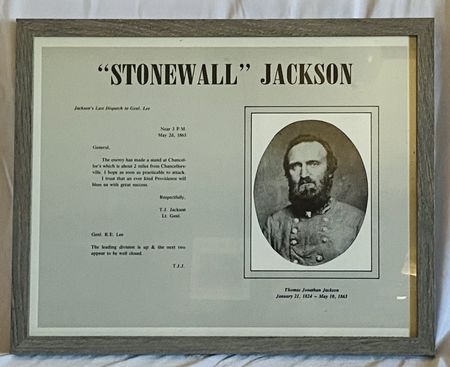 “STONEWALL” JACKSON
Jackson's Last Dispatch to Genl. Lee
Near 3 P.M.
May 2d, 1863
General,
The enemy has made a stand at Chancel-
lor's which is about 2 miles from Chancellors-
ville. I hope as soon as practicable to attack.
I trust that an ever kind Providence will
bless us with great success.
Respectfully,
T.J. Jackson
Lt. Genl.
Genl. R.E. Lee
The leading division is up & the next two
appear to be well closed.
T.J.J.
Thomas Jonathan Jackson
January 21, 1824 – May 10, 1863